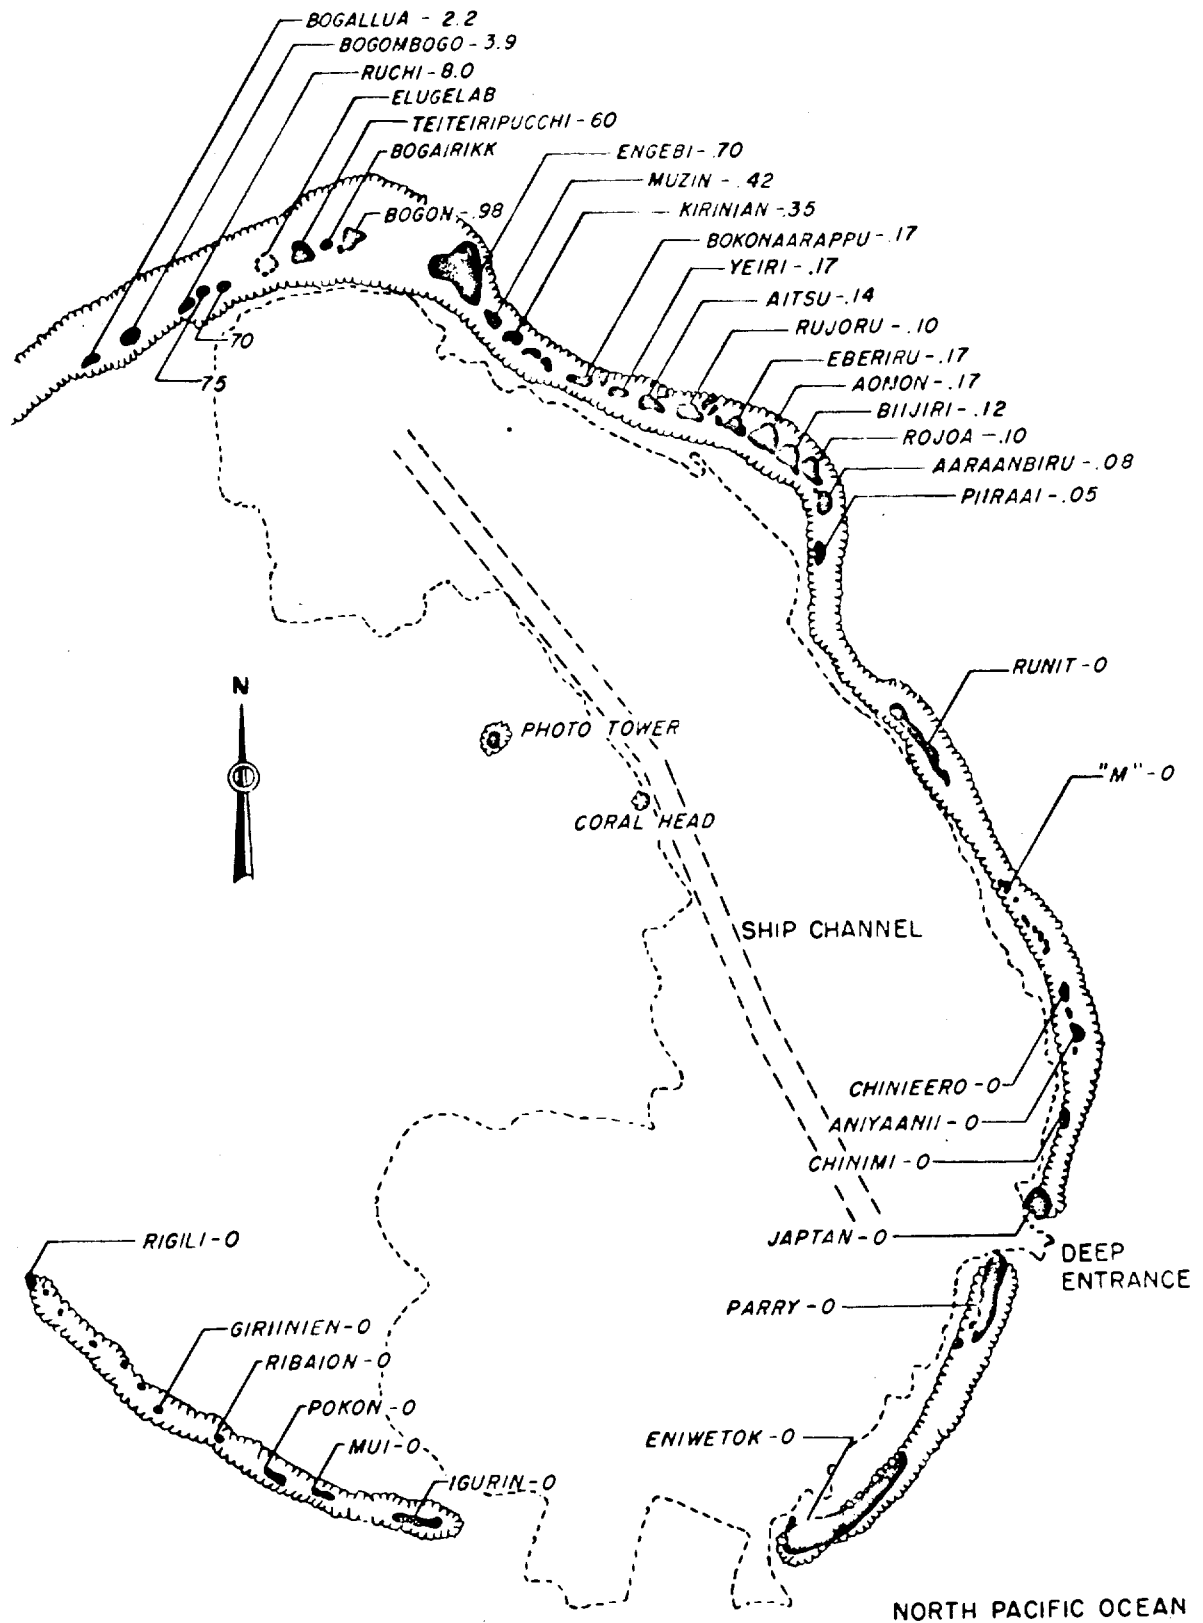 BOGALLUA - 2.2
BOGOMBOGO - 3.9
RUCHI - 8.0
ELUGELAB
TEITEIRIPUCCHI - 60
BOGAIRIKK
ENGEBI - .70
MUZIN - .42
KIRINIAN - .35
BOGON - .98
BOKONAARAPPU - .17
YEIRI - .17
AITSU - .14
RUJORU - .10
70
EBERIRU - .17
75
AOMON - .17
BIIJIRI - .12
ROJOA - .10
AARAANBIRU - .08
PIIRAAI - .05
RUNIT - 0
N
PHOTO TOWER
"M" - 0
CORAL HEAD
SHIP CHANNEL
CHINIEERO - 0
ANIYAANII - 0
CHINIMI - 0
JAPTAN - 0
RIGILI - 0
DEEP
ENTRANCE
PARRY - 0
GIRIINIEN - 0
RIBAION - 0
POKON - 0
MUI - 0
ENIWETOK - 0
IGURIN - 0
NORTH PACIFIC OCEAN